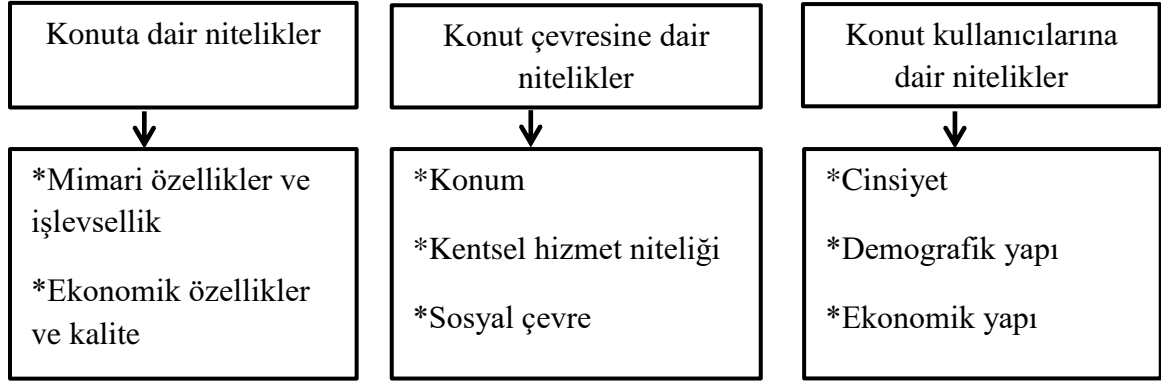 Konuta dair nitelikler
Konut çevresine dair
nitelikler
Konut kullanıcılarına
dair nitelikler
*Mimari özellikler ve
işlevsellik
*Ekonomik özellikler
ve kalite
*Konum
*Kentsel hizmet niteliği
*Sosyal çevre
*Cinsiyet
*Demografik yapı
*Ekonomik yapı